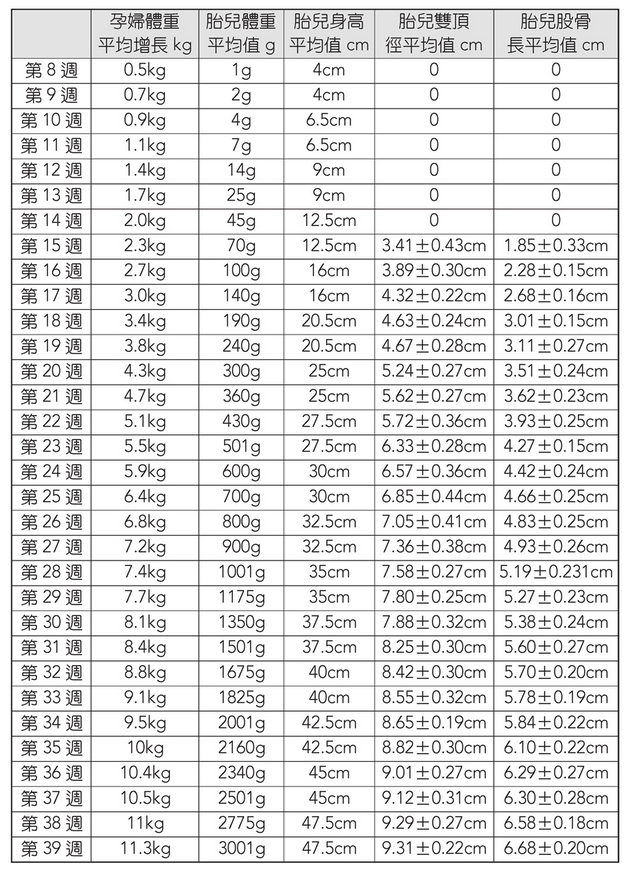 孕婦體重 胎兒體重 胎兒身高 胎兒雙頂 胎兒股骨
平均增長 kg 平均值 g 平均值 cm 徑平均值 cm 長平均值 cm
第 8 週 0.5kg 1g 4cm 0 0
第 9 週 0.7kg 2g 4cm 0 0
第 10 週 0.9kg 4g 6.5cm 0 0
第 11 週 1.1kg 7g 6.5cm 0 0
第 12 週 1.4kg 14g 9cm 0 0
第 13 週 1.7kg 25g 9cm 0 0
第 14 週 2.0kg 45g 12.5cm 0 0
第 15 週 2.3kg 70g 12.5cm 3.41±0.43cm 1.85±0.33cm
第 16 週 2.7kg 100g 16cm 3.89±0.30cm 2.28±0.15cm
第 17 週 3.0kg 140g 16cm 4.32±0.22cm 2.68±0.16cm
第 18 週 3.4kg 190g 20.5cm 4.63±0.24cm 3.01±0.15cm
第 19 週 3.8kg 240g 20.5cm 4.67±0.28cm 3.11±0.27cm
第 20 週 4.3kg 300g 25cm 5.24±0.27cm 3.51±0.24cm
第 21 週 4.7kg 360g 25cm 5.62±0.27cm 3.62±0.23cm
第 22 週 5.1kg 430g 27.5cm 5.72±0.36cm 3.93±0.25cm
第 23 週 5.5kg 501g 27.5cm 6.33±0.28cm 4.27±0.15cm
第 24 週 5.9kg 600g 30cm 6.57±0.36cm 4.42±0.24cm
第 25 週 6.4kg 700g 30cm 6.85±0.44cm 4.66±0.25cm
第 26 週 6.8kg 800g 32.5cm 7.05±0.41cm 4.83±0.25cm
第 27 週 7.2kg 900g 32.5cm 7.36±0.38cm 4.93±0.26cm
第 28 週 7.4kg 1001g 35cm 7.58±0.27cm 5.19±0.231cm
第 29 週 7.7kg 1175g 35cm 7.80±0.25cm 5.27±0.23cm
第 30 週 8.1kg 1350g 37.5cm 7.88±0.32cm 5.38±0.24cm
第 31 週 8.4kg 1501g 37.5cm 8.25±0.30cm 5.60±0.27cm
第 32 週 8.8kg 1675g 40cm 8.42±0.30cm 5.70±0.20cm
第 33 週 9.1kg 1825g 40cm 8.55±0.32cm 5.78±0.19cm
第 34 週 9.5kg 2001g 42.5cm 8.65±0.19cm 5.84±0.22cm
第 35 週 10kg 2160g 42.5cm 8.82±0.30cm 6.10±0.22cm
第 36 週 10.4kg 2340g 45cm 9.01±0.27cm 6.29±0.27cm
第 37 週 10.5kg 2501g 45cm 9.12±0.31cm 6.30±0.28cm
第 38 週 11kg 2775g 47.5cm 9.29±0.27cm 6.58±0.18cm
第 39 週 11.3kg 3001g 47.5cm 9.31±0.22cm 6.68±0.20cm